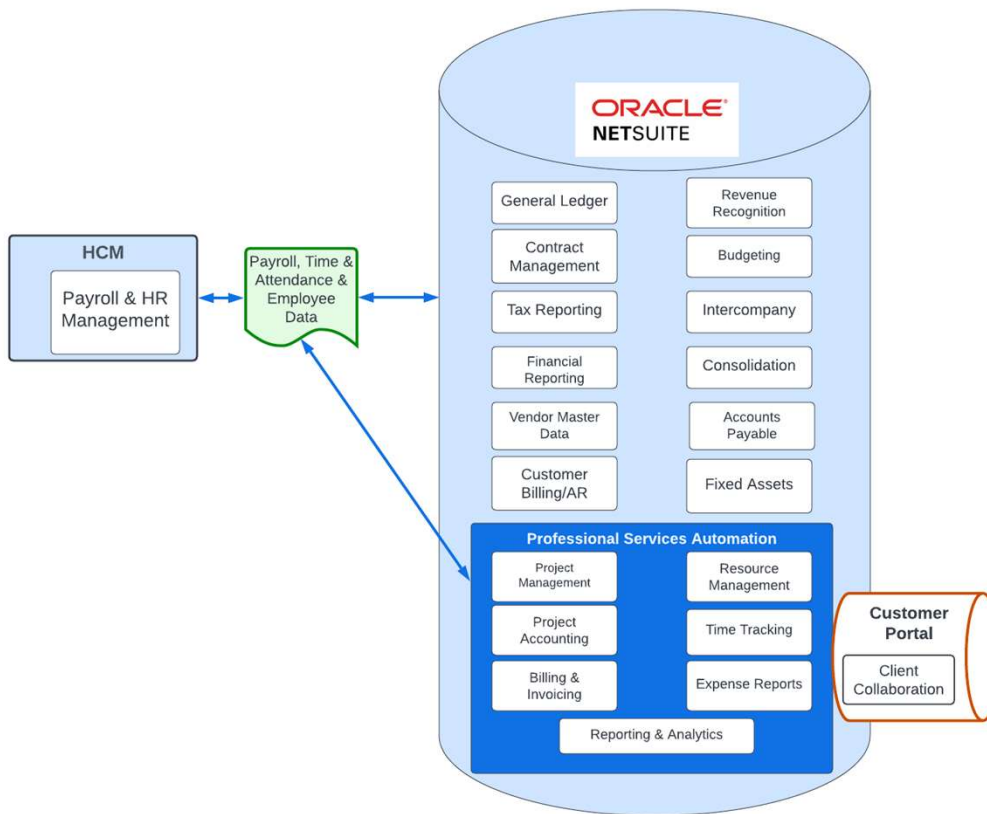 ORACLE®
NETSUITE
General Ledger
Revenue
Recognition
Contract
Management
Budgeting
Tax Reporting
Intercompany
Financial
Reporting
Consolidation
Vendor Master
Data
Accounts
Payable
Customer
Billing/AR
Fixed Assets
HCM
Payroll & HR
Management
Payroll, Time &
Attendance &
Employee
Data
Professional Services Automation
Project
Management
Resource
Management
Project
Accounting
Time Tracking
Billing &
Invoicing
Expense Reports
Reporting & Analytics
Customer
Portal
Client
Collaboration